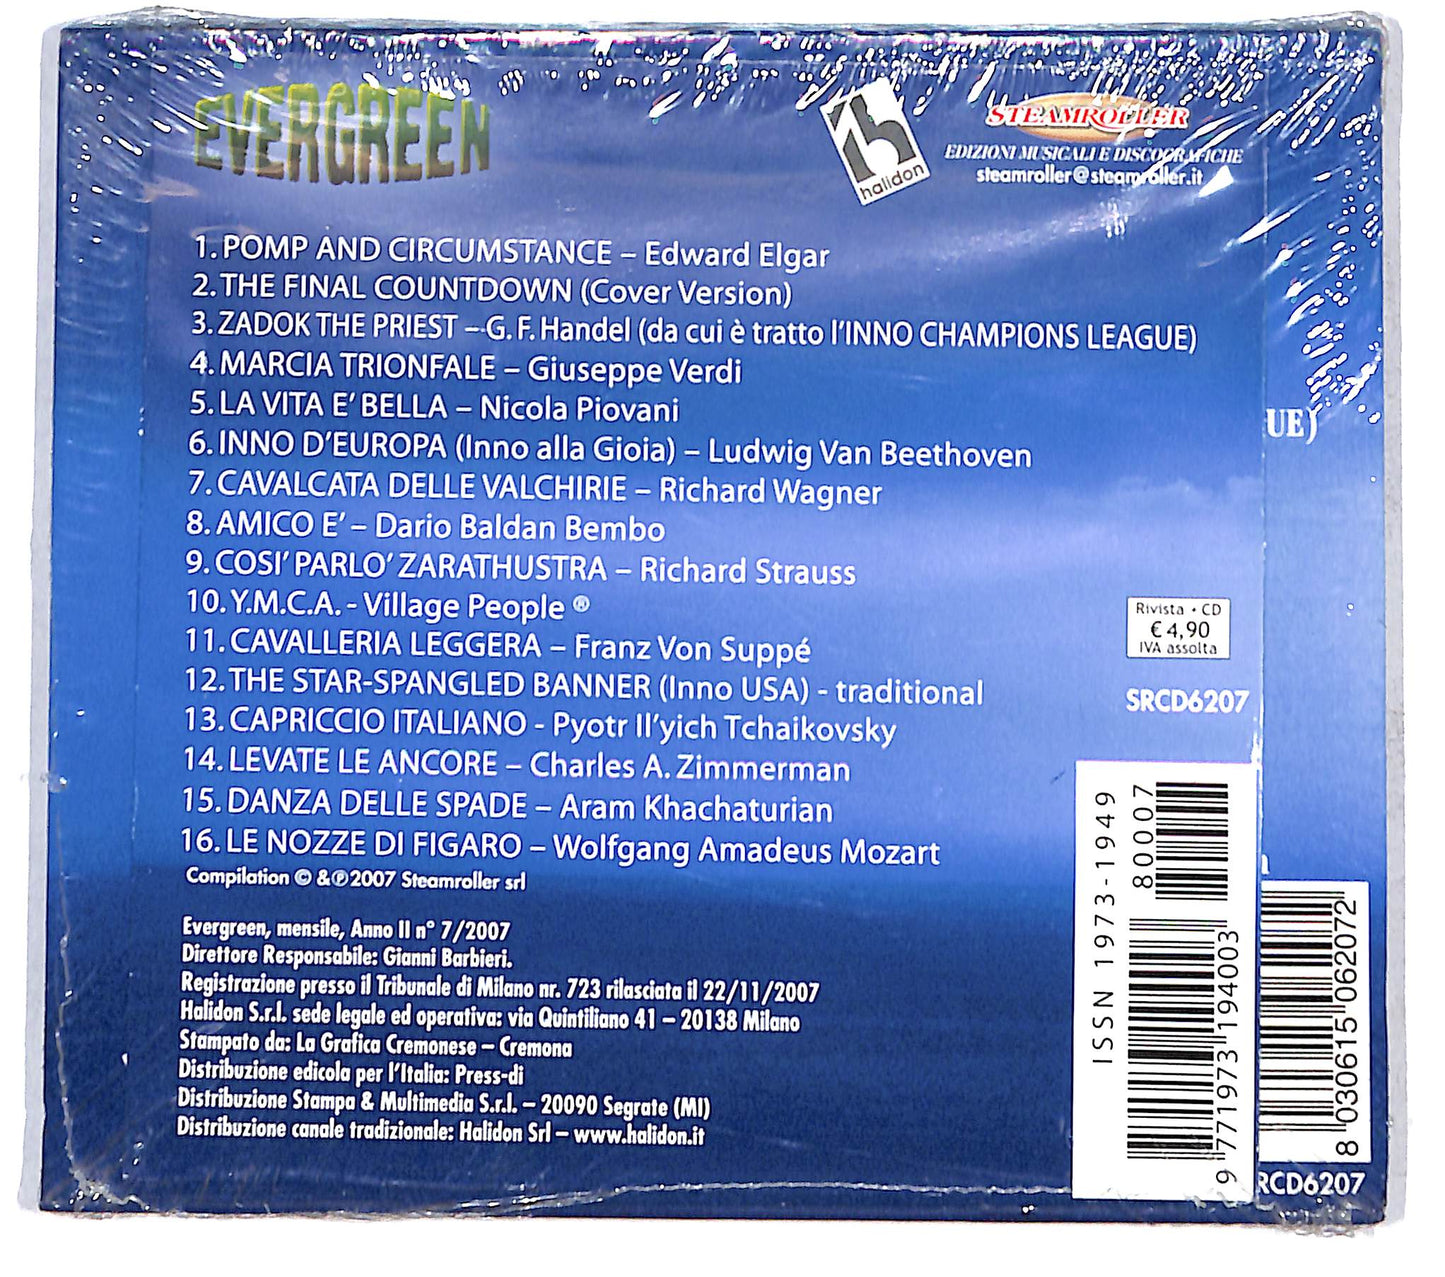 EVERGREEN
halidon
STEAMROLLER
EDIZIONI MUSICALI E DISCOGRAFICHE
steamroller@steamroller.it
1. POMP AND CIRCUMSTANCE – Edward Elgar
2. THE FINAL COUNTDOWN (Cover Version)
3. ZADOK THE PRIEST – G. F. Handel (da cui è tratto l'INNO CHAMPIONS LEAGUE)
4. MARCIA TRIONFALE – Giuseppe Verdi
5. LA VITA E' BELLA – Nicola Piovani
UE)
6. INNO D'EUROPA (Inno alla Gioia) – Ludwig Van Beethoven
7. CAVALCATA DELLE VALCHIRIE – Richard Wagner
8. AMICO E' – Dario Baldan Bembo
9. COSI' PARLO' ZARATHUSTRA – Richard Strauss
10. Y.M.C.A. - Village People ®
11. CAVALLERIA LEGGERA – Franz Von Suppé
12. THE STAR-SPANGLED BANNER (Inno USA) - traditional
13. CAPRICCIO ITALIANO - Pyotr Il'yich Tchaikovsky
14. LEVATE LE ANCORE – Charles A. Zimmerman
15. DANZA DELLE SPADE – Aram Khachaturian
16. LE NOZZE DI FIGARO – Wolfgang Amadeus Mozart
Compilation © & ℗ 2007 Steamroller srl
Rivista • CD
€ 4,90
IVA assolta
SRCD6207
Evergreen, mensile, Anno II n° 7/2007
Direttore Responsabile: Gianni Barbieri.
Registrazione presso il Tribunale di Milano nr. 723 rilasciata il 22/11/2007
Halidon S.r.l. sede legale ed operativa: via Quintiliano 41 – 20138 Milano
Stampato da: La Grafica Cremonese – Cremona
Distribuzione edicola per l'Italia: Press-di
Distribuzione Stampa & Multimedia S.r.l. – 20090 Segrate (MI)
Distribuzione canale tradizionale: Halidon Srl – www.halidon.it
ISSN 1973-1949
80007
9 771973 194003
8 030615 062072
RCD6207